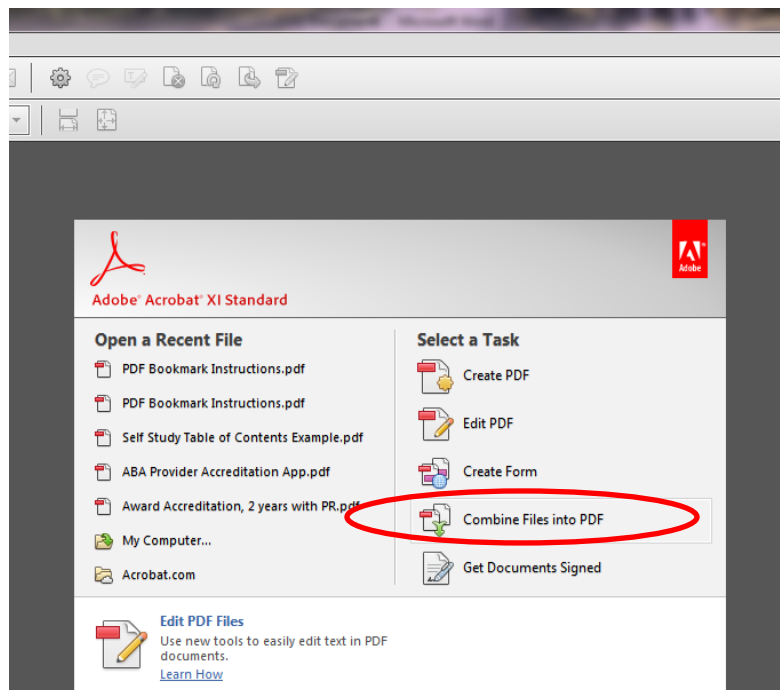 Adobe
Adobe® Acrobat® XI Standard
Open a Recent File
PDF Bookmark Instructions.pdf
PDF Bookmark Instructions.pdf
Self Study Table of Contents Example.pdf
ABA Provider Accreditation App.pdf
Award Accreditation, 2 years with PR.pdf
My Computer...
Acrobat.com
Select a Task
Create PDF
Edit PDF
Create Form
Combine Files into PDF
Get Documents Signed
Edit PDF Files
Use new tools to easily edit text in PDF
documents.
Learn How